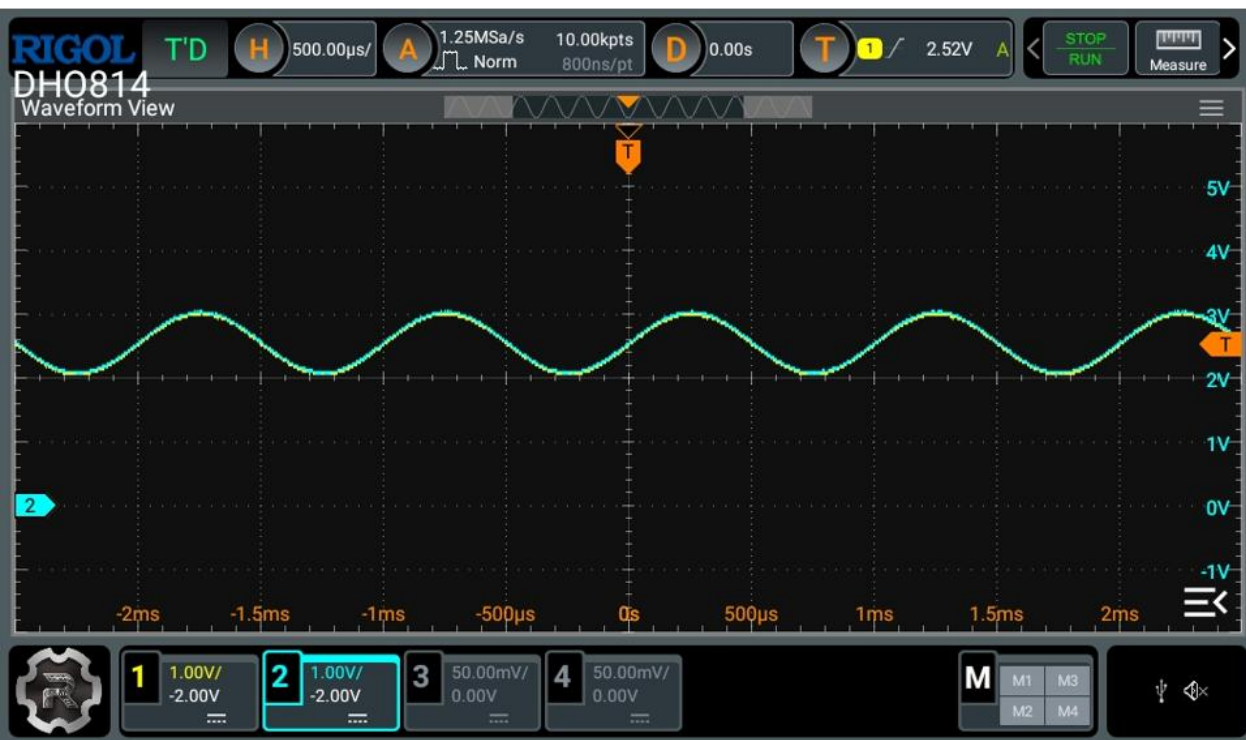 RIGOL T'D H 500.00µs/ A 1.25MSa/s 10.00kpts D 0.00s T 1 2.52V A STOP
Norm 800ns/pt RUN Measure
DHO814
Waveform View
T
5V
4V
3V
T
2V
1V
2 0V
-1V
-2ms -1.5ms -1ms -500µs 0s 500µs 1ms 1.5ms 2ms
1 1.00V/ 2 1.00V/ 3 50.00mV/ 4 50.00mV/ M M1 M3
-2.00V -2.00V 0.00V 0.00V M2 M4
R